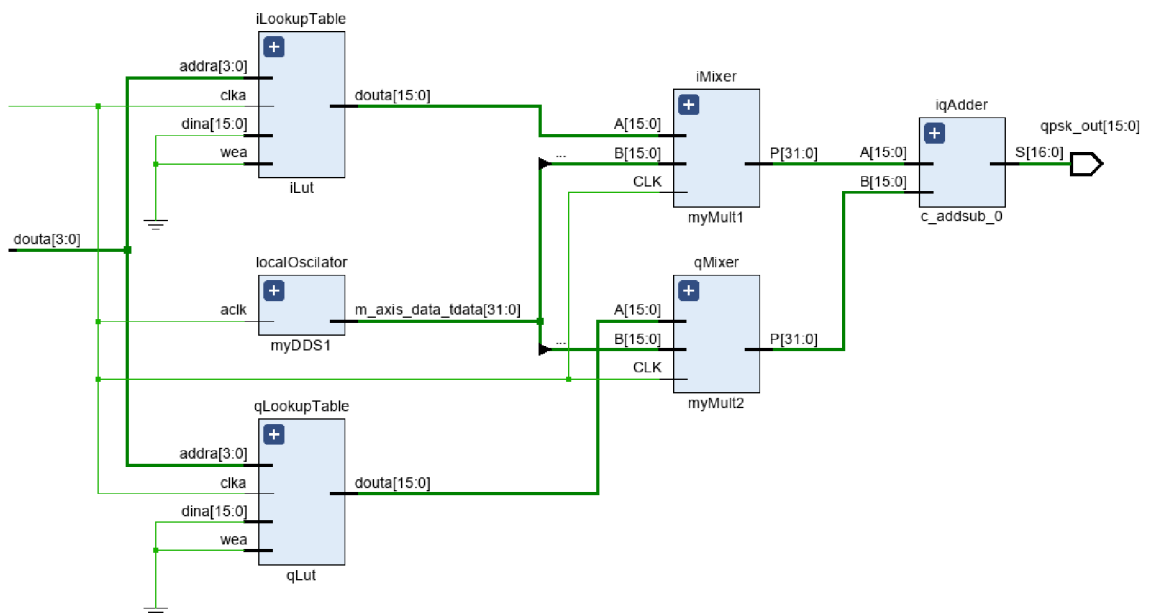 iLookupTable
addra[3:0]
clka
dina[15:0]
wea
douta[15:0]
iLut
douta[3:0]
localOscilator
aclk
m_axis_data_tdata[31:0]
myDDS1
qLookupTable
addra[3:0]
clka
dina[15:0]
wea
douta[15:0]
qLut
iMixer
A[15:0]
...
B[15:0]
CLK
P[31:0]
myMult1
qMixer
A[15:0]
...
B[15:0]
CLK
P[31:0]
myMult2
iqAdder
A[15:0]
B[15:0]
S[16:0]
c_addsub_0
qpsk_out[15:0]